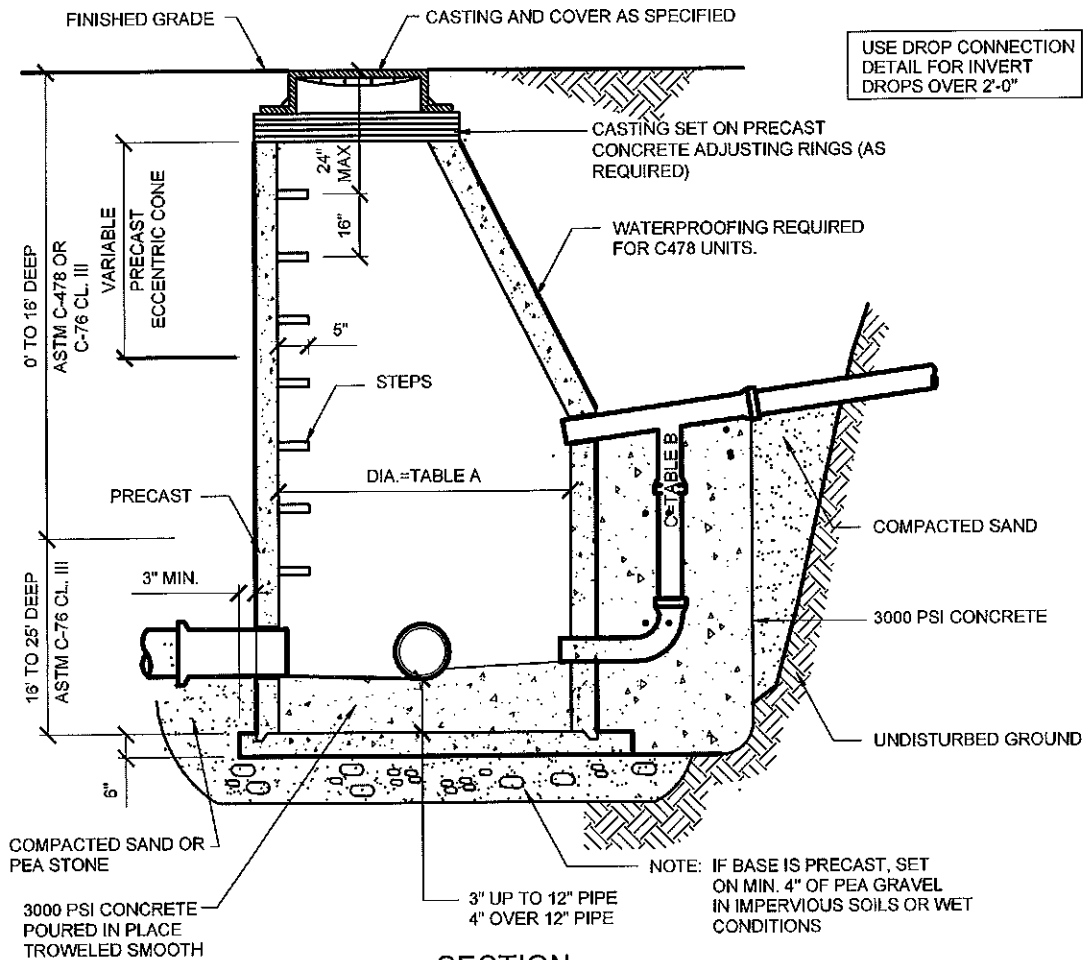 FINISHED GRADE
CASTING AND COVER AS SPECIFIED
USE DROP CONNECTION
DETAIL FOR INVERT
DROPS OVER 2'-0"
CASTING SET ON PRECAST
CONCRETE ADJUSTING RINGS (AS
REQUIRED)
24"
MAX
16"
WATERPROOFING REQUIRED
FOR C478 UNITS.
VARIABLE
PRECAST
ECCENTRIC CONE
0' TO 16' DEEP
ASTM C-478 OR
C-76 CL. III
5"
STEPS
DIA.=TABLE A
C=TABLE B
PRECAST
COMPACTED SAND
3" MIN.
16' TO 25' DEEP
ASTM C-76 CL. III
3000 PSI CONCRETE
UNDISTURBED GROUND
6"
COMPACTED SAND OR
PEA STONE
3000 PSI CONCRETE
POURED IN PLACE
TROWELED SMOOTH
3" UP TO 12" PIPE
4" OVER 12" PIPE
NOTE: IF BASE IS PRECAST, SET
ON MIN. 4" OF PEA GRAVEL
IN IMPERVIOUS SOILS OR WET
CONDITIONS
SECTION